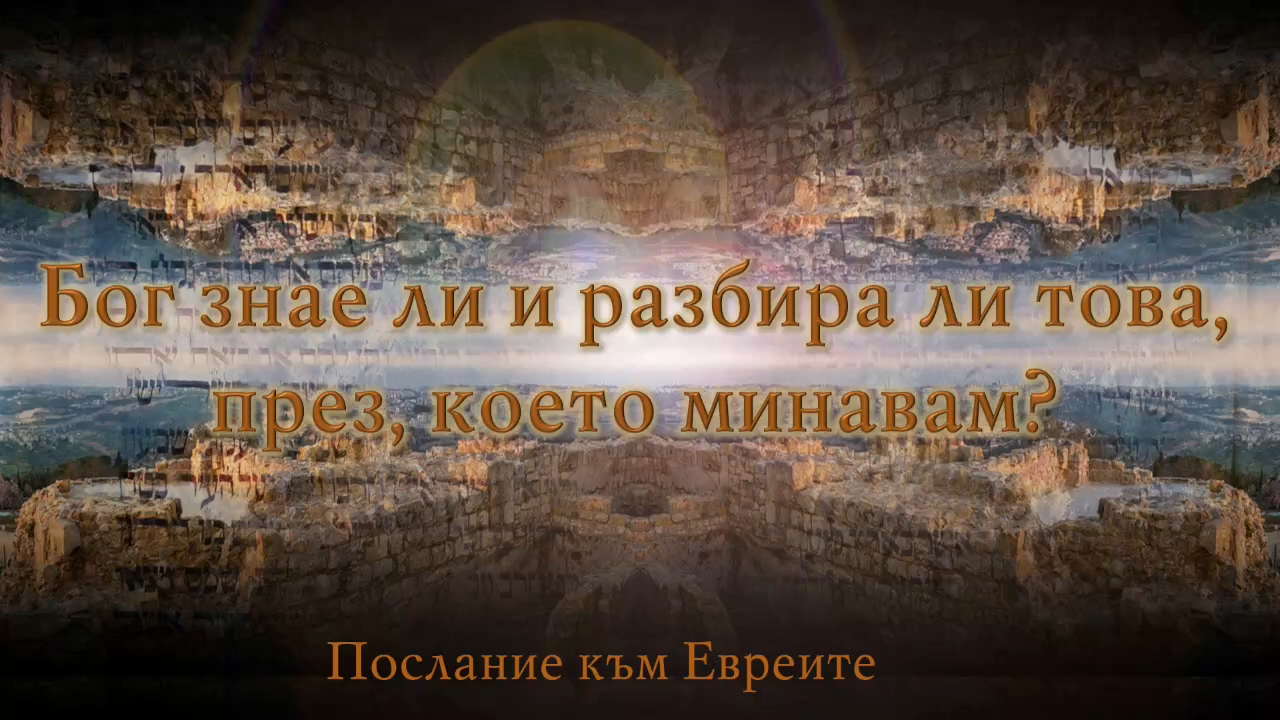 Бог знае ли и разбира ли това,
през, което минавам?
Послание към Евреите